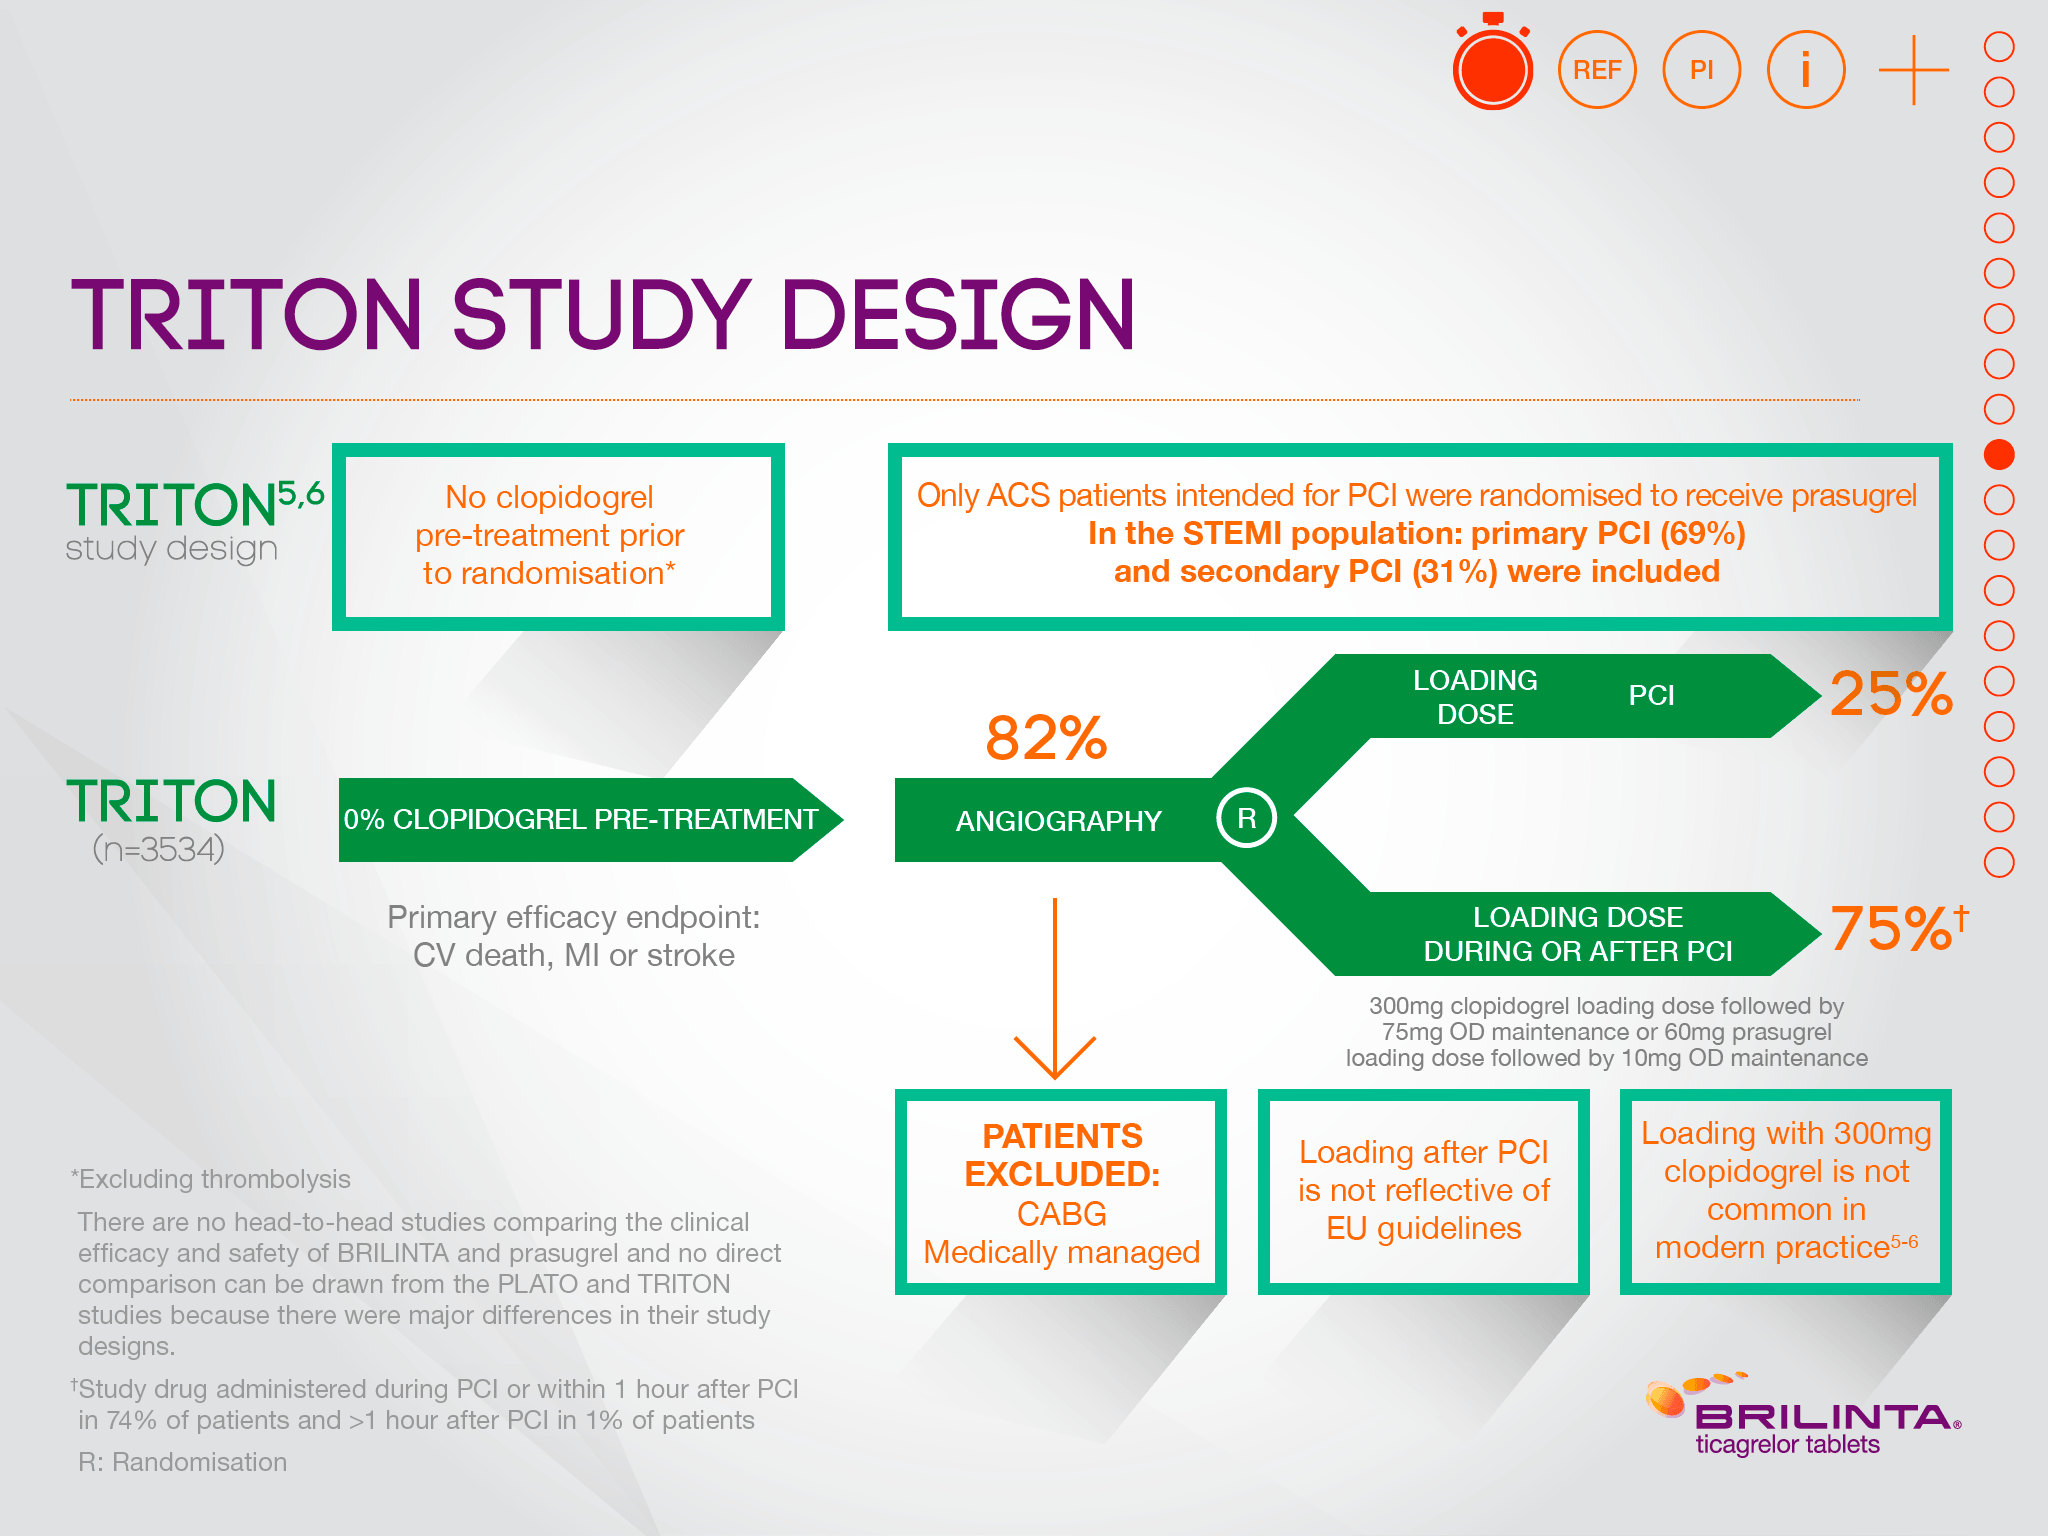 REF
PI
i
TRITON STUDY DESIGN
TRITON5,6
study design
No clopidogrel
pre-treatment prior
to randomisation*
Only ACS patients intended for PCI were randomised to receive prasugrel
In the STEMI population: primary PCI (69%)
and secondary PCI (31%) were included
LOADING
DOSE
PCI
25%
82%
TRITON
(n=3534)
0% CLOPIDOGREL PRE-TREATMENT
ANGIOGRAPHY
R
Primary efficacy endpoint:
CV death, MI or stroke
LOADING DOSE
DURING OR AFTER PCI
75%†
300mg clopidogrel loading dose followed by
75mg OD maintenance or 60mg prasugrel
loading dose followed by 10mg OD maintenance
PATIENTS
EXCLUDED:
CABG
Medically managed
Loading after PCI
is not reflective of
EU guidelines
Loading with 300mg
clopidogrel is not
common in
modern practice5-6
*Excluding thrombolysis
There are no head-to-head studies comparing the clinical
efficacy and safety of BRILINTA and prasugrel and no direct
comparison can be drawn from the PLATO and TRITON
studies because there were major differences in their study
designs.
†Study drug administered during PCI or within 1 hour after PCI
in 74% of patients and >1 hour after PCI in 1% of patients
R: Randomisation
BRILINTA®
ticagrelor tablets